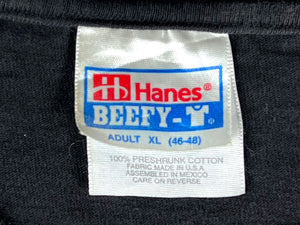 Hanes®
BEEFY-T®
ADULT XL (46-48)
100% PRESHRUNK COTTON
FABRIC MADE IN U.S.A.
ASSEMBLED IN MEXICO
CARE ON REVERSE